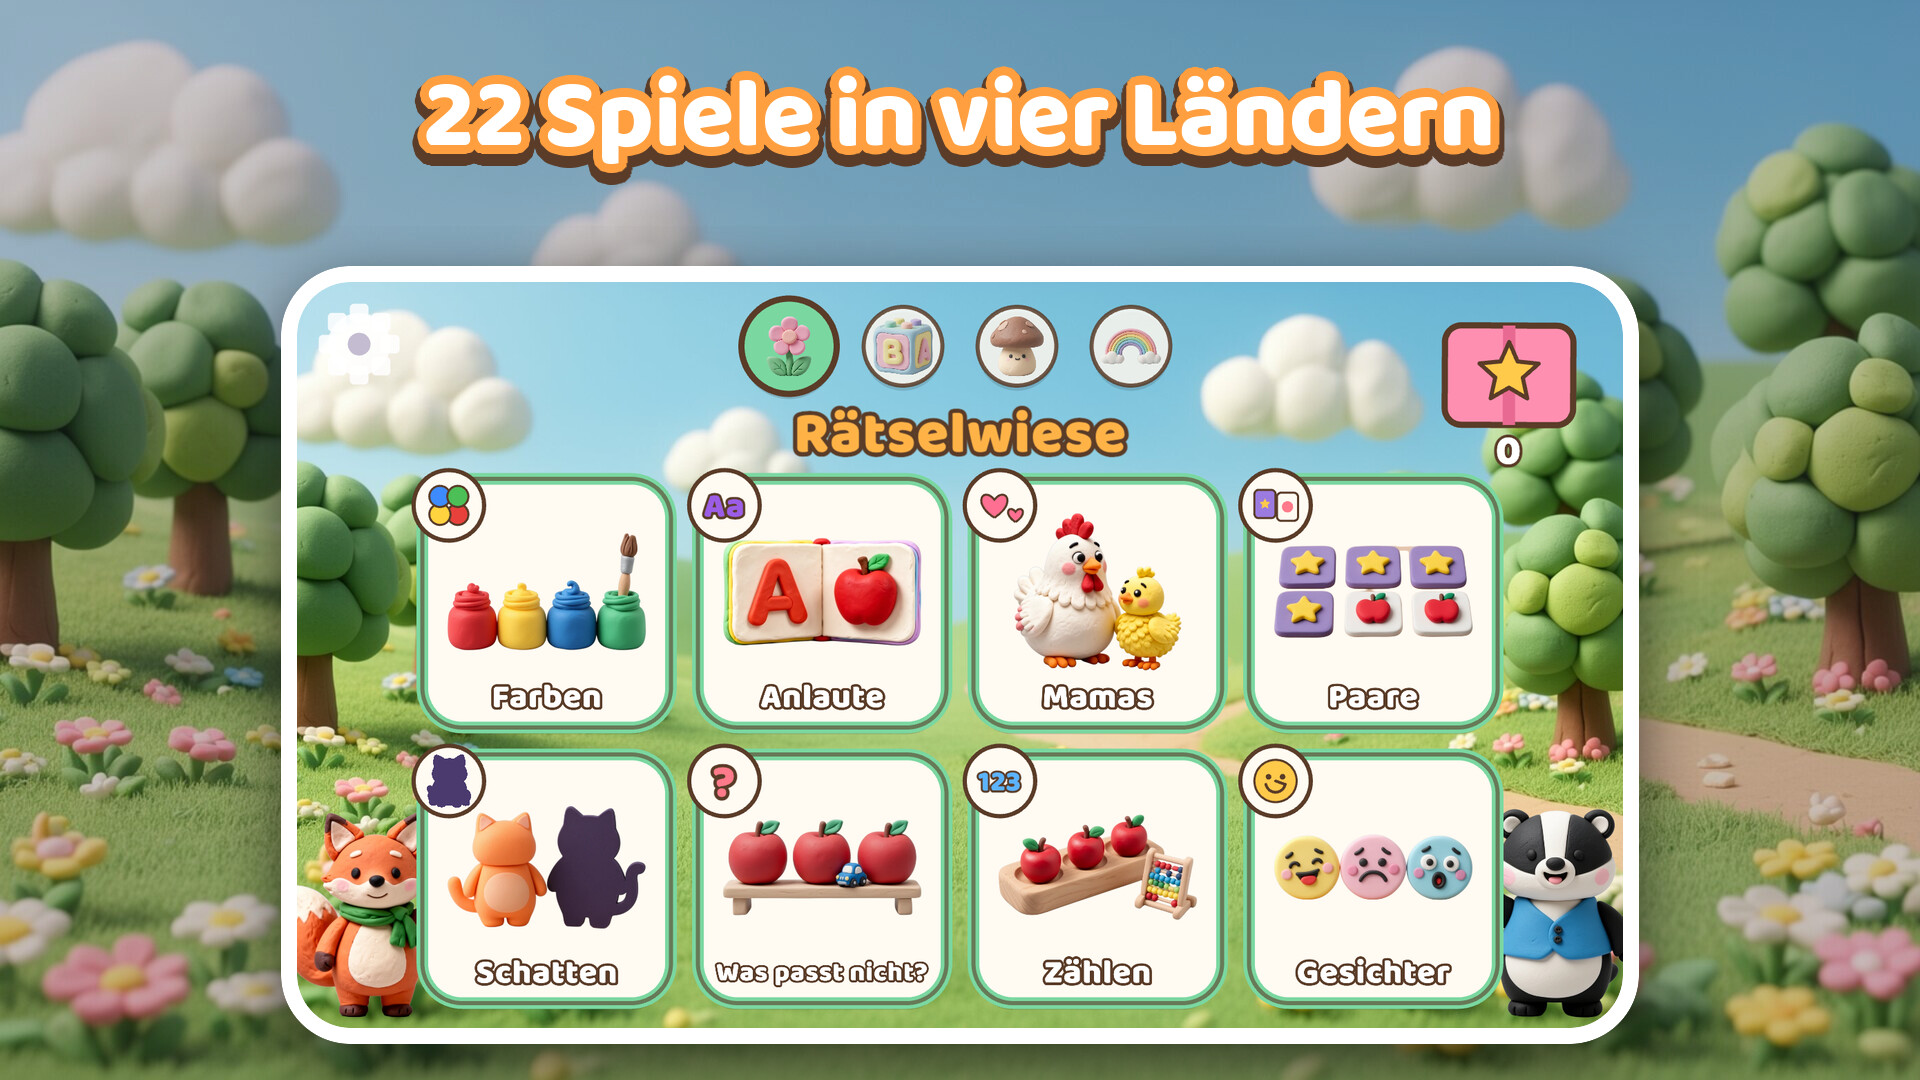 22 Spiele in vier Ländern
B A
Rätselwiese
0
Aa
A
Farben
Anlaute
Mamas
Paare
?
123
Schatten
Was passt nicht?
Zählen
Gesichter